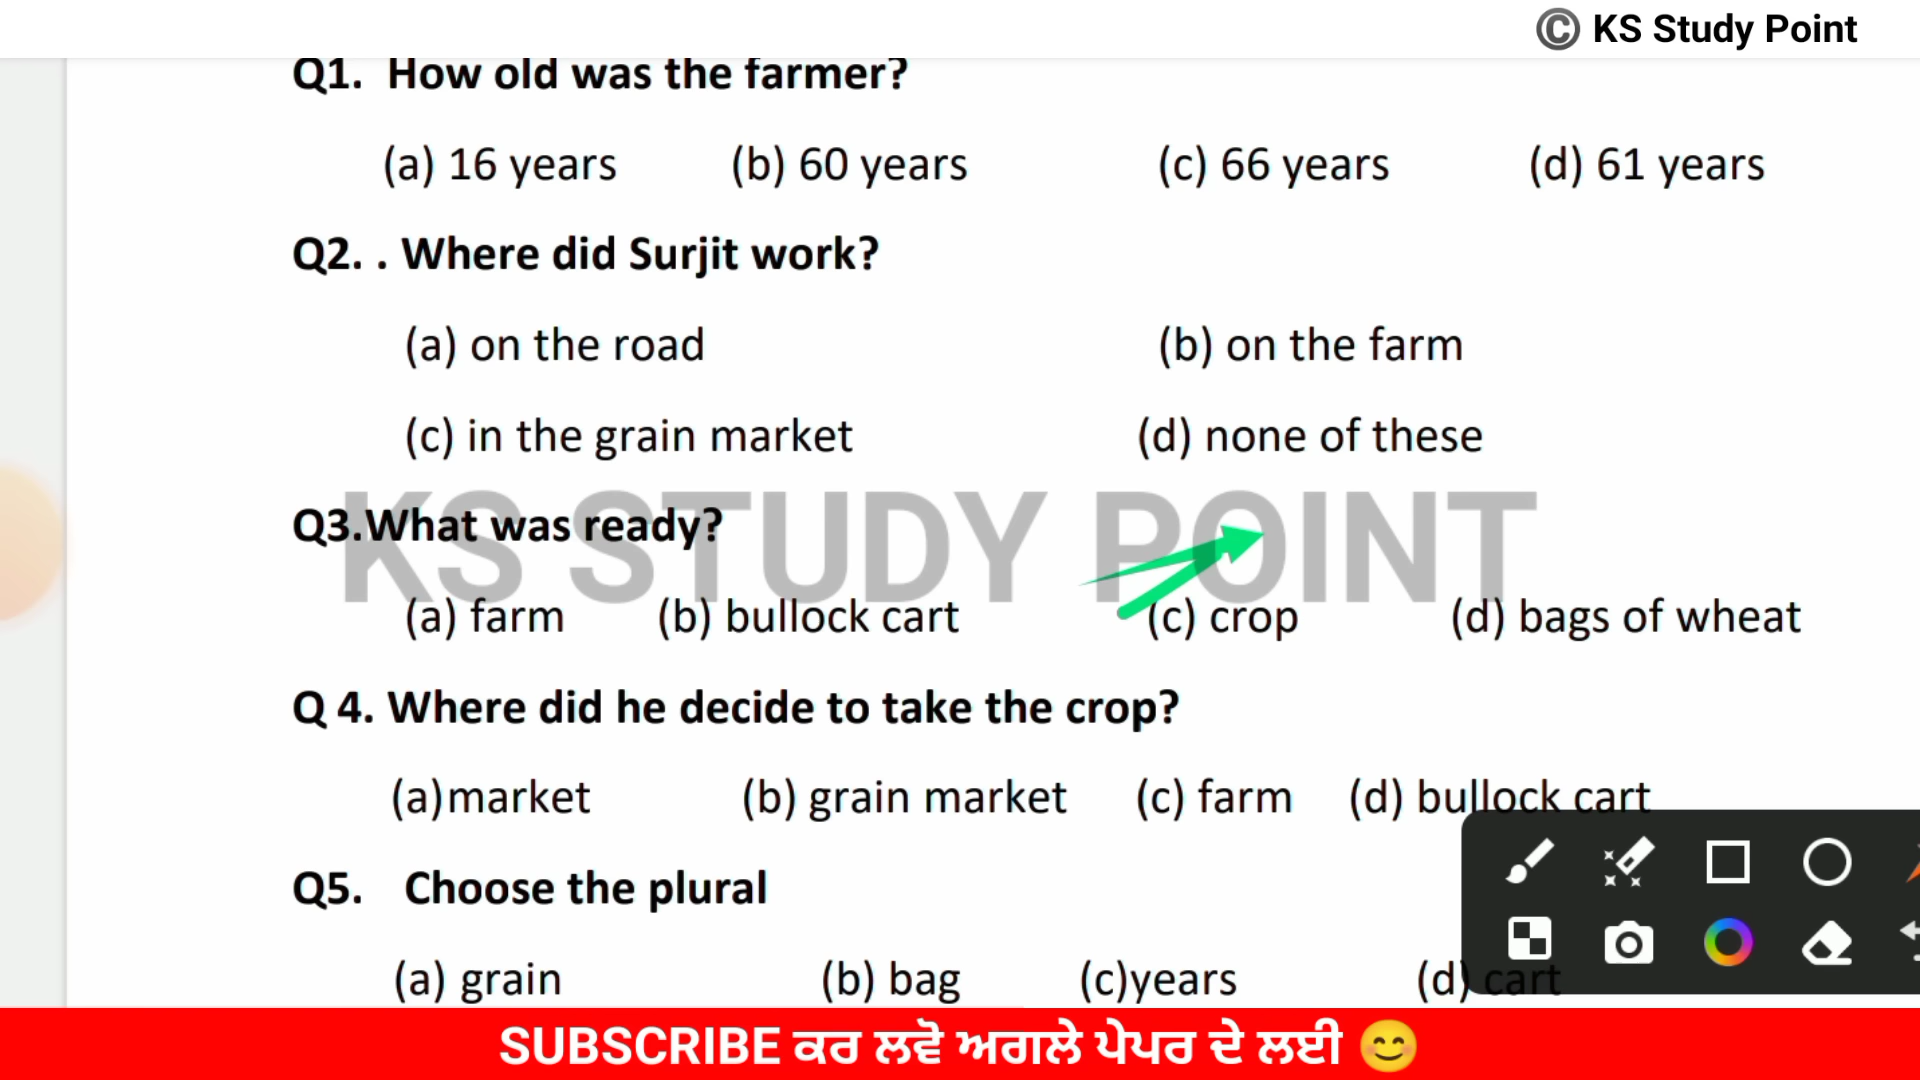 © KS Study Point
Q1. How old was the farmer?
(a) 16 years (b) 60 years (c) 66 years (d) 61 years
Q2. . Where did Surjit work?
(a) on the road (b) on the farm
(c) in the grain market (d) none of these
KS STUDY POINT
Q3.What was ready?
(a) farm (b) bullock cart (c) crop (d) bags of wheat
Q 4. Where did he decide to take the crop?
(a)market (b) grain market (c) farm (d) bullock cart
Q5. Choose the plural
(a) grain (b) bag (c)years (d) cart
SUBSCRIBE ਕਰ ਲਵੋ ਅਗਲੇ ਪੇਪਰ ਦੇ ਲਈ 😊